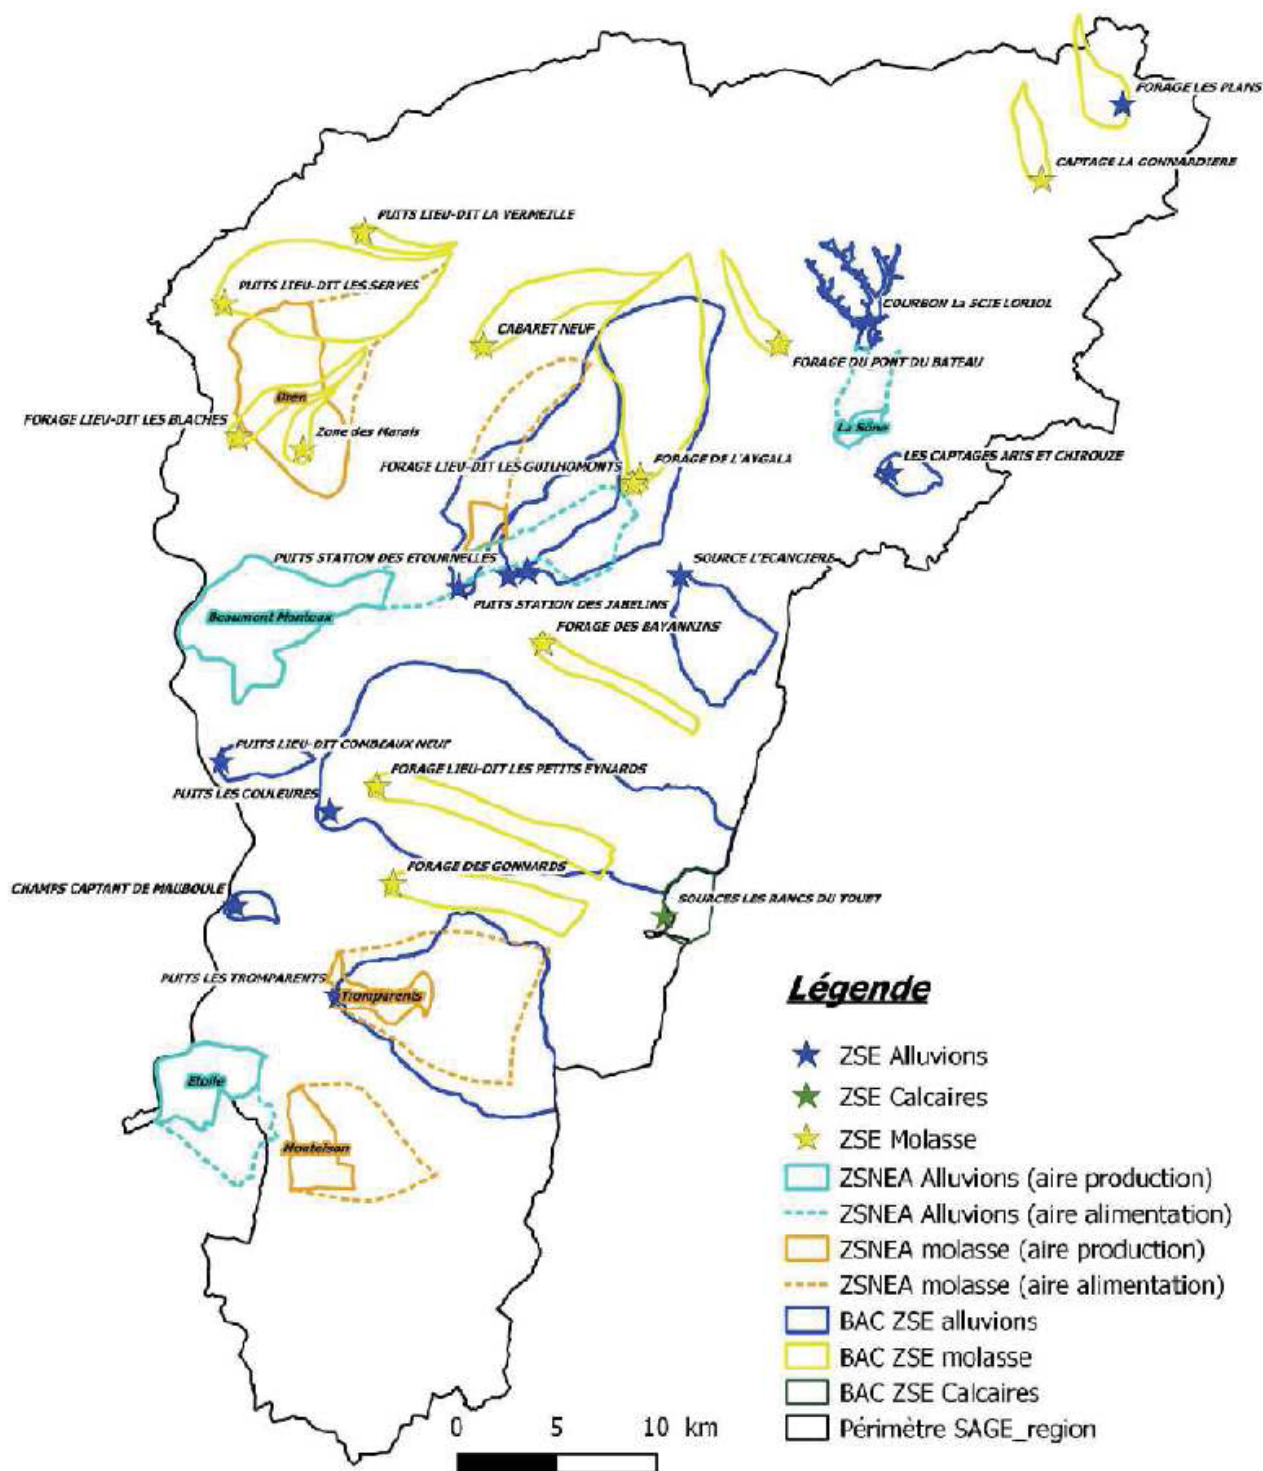 FORAGE LES PLANS
CAPTAGE LA GONNARDIERE
PUITS LIEU-DIT LA VERMEILLE
PUITS LIEU-DIT LES SERVES
COURBON La SCIE LORIOL
CABARET NEUF
FORAGE DU PONT DU BATEAU
Dren
FORAGE LIEU-DIT LES BLACHES
Zone des Marais
La Sône
FORAGE LIEU-DIT LES GUILHOMONTS
FORAGE DE L'AYGALA
LES CAPTAGES ARIS ET CHIROUZE
PUITS STATION DES ETOURNELLES
SOURCE L'ECANCIERE
PUITS STATION DES JABELINS
Beaumont Monteux
FORAGE DES BAYANNINS
PUITS LIEU-DIT COMBEAUX NEUF
FORAGE LIEU-DIT LES PETITS EYNARDS
PUITS LES COULEURES
FORAGE DES GONNARDS
CHAMPS CAPTANT DE MAUBOULE
SOURCES LES RANCS DU TOUET
PUITS LES TROMPARENTS
Tromparents
Etoile
Montelson
Légende
ZSE Alluvions
ZSE Calcaires
ZSE Molasse
ZSNEA Alluvions (aire production)
ZSNEA Alluvions (aire alimentation)
ZSNEA molasse (aire production)
ZSNEA molasse (aire alimentation)
BAC ZSE alluvions
BAC ZSE molasse
BAC ZSE Calcaires
Périmètre SAGE_region
0 5 10 km